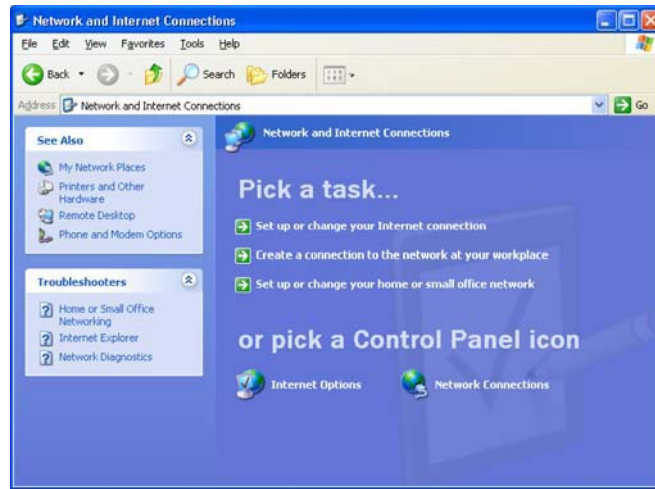 Network and Internet Connections
File Edit View Favorites Tools Help
Back Search Folders
Address Network and Internet Connections Go
See Also
My Network Places
Printers and Other
Hardware
Remote Desktop
Phone and Modem Options
Troubleshooters
Home or Small Office
Networking
Internet Explorer
Network Diagnostics
Network and Internet Connections
Pick a task...
Set up or change your Internet connection
Create a connection to the network at your workplace
Set up or change your home or small office network
or pick a Control Panel icon
Internet Options Network Connections